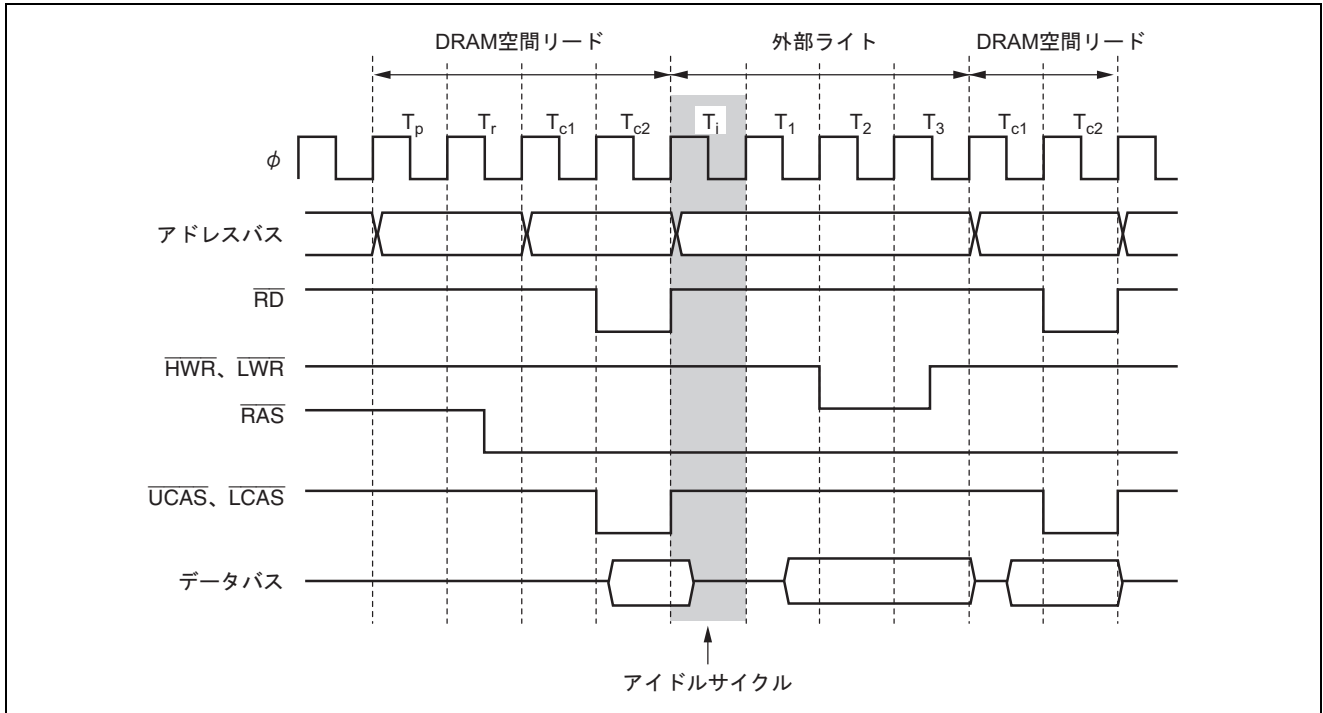 DRAM空間リード 外部ライト DRAM空間リード
Tp Tr Tc1 Tc2 Ti T1 T2 T3 Tc1 Tc2
φ
アドレスバス
RD
HWR、LWR
RAS
UCAS、LCAS
データバス
アイドルサイクル